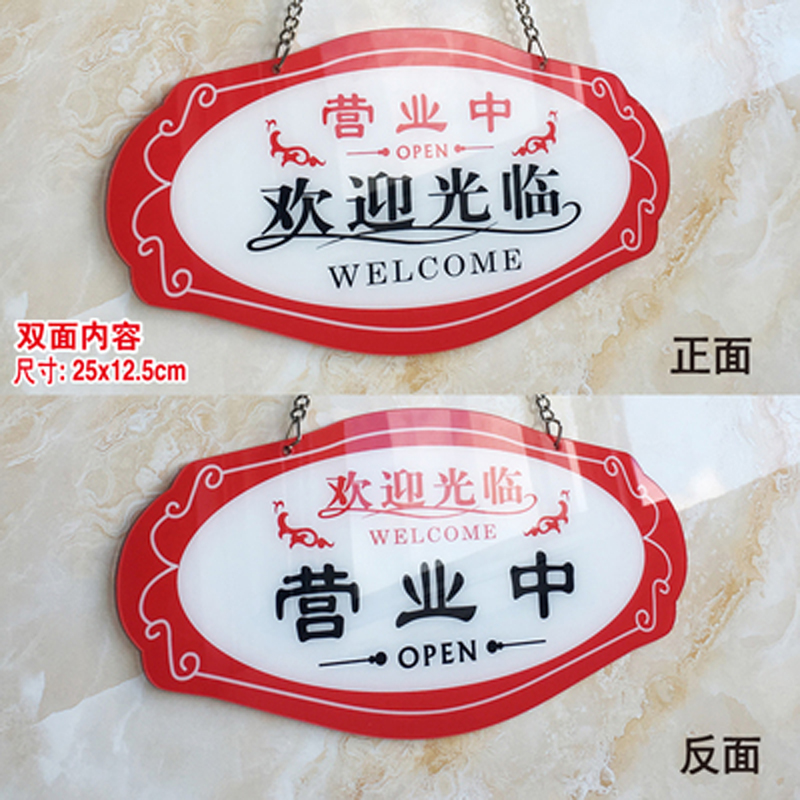 营业中
OPEN
欢迎光临
WELCOME
双面内容
尺寸: 25x12.5cm
正面
欢迎光临
WELCOME
营业中
OPEN
反面